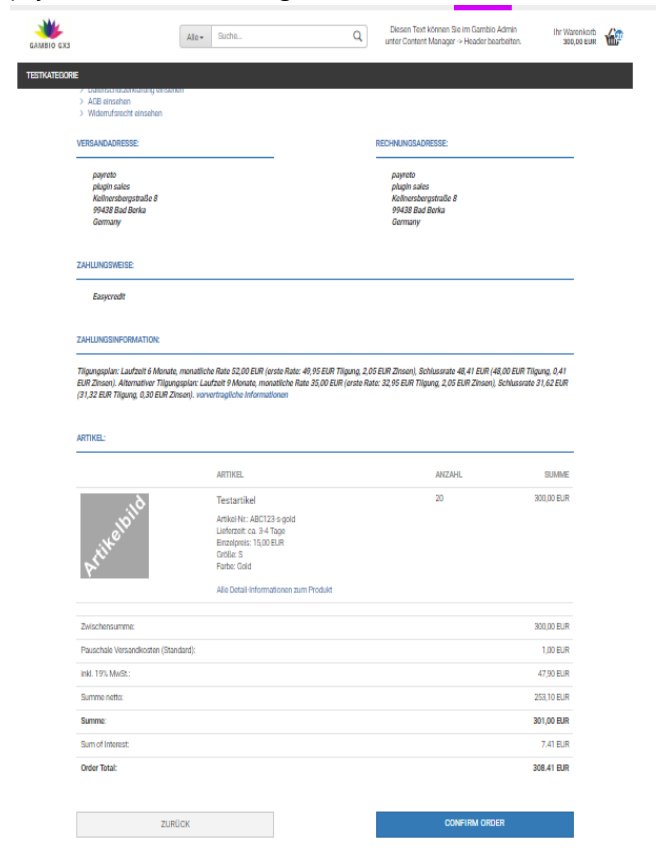 GAMBIO GX3
Alle
Suche...
Diesen Text können Sie im Gambio Admin
unter Content Manager -> Header bearbeiten.
Ihr Warenkorb
300,00 EUR
TESTKATEGORIE
> Datenschutzerklärung einsehen
> AGB einsehen
> Widerrufsrecht einsehen
VERSANDADRESSE:
RECHNUNGSADRESSE:
payreto
plugin sales
Kellnersbergstraße 8
99438 Bad Berka
Germany
payreto
plugin sales
Kellnersbergstraße 8
99438 Bad Berka
Germany
ZAHLUNGSWEISE:
Easycredit
ZAHLUNGSINFORMATION:
Tilgungsplan: Laufzeit 6 Monate, monatliche Rate 52,00 EUR (erste Rate: 49,95 EUR Tilgung, 2,05 EUR Zinsen), Schlussrate 48,41 EUR (48,00 EUR Tilgung, 0,41
EUR Zinsen). Alternativer Tilgungsplan: Laufzeit 9 Monate, monatliche Rate 35,00 EUR (erste Rate: 32,95 EUR Tilgung, 2,05 EUR Zinsen), Schlussrate 31,62 EUR
(31,32 EUR Tilgung, 0,30 EUR Zinsen). vorvertragliche Informationen
ARTIKEL:
ARTIKEL ANZAHL SUMME
Artikelbild
Testartikel 20 300,00 EUR
Artikel-Nr.: ABC123-s-gold
Lieferzeit: ca. 3-4 Tage
Einzelpreis: 15,00 EUR
Größe: S
Farbe: Gold
Alle Detail-Informationen zum Produkt
Zwischensumme: 300,00 EUR
Pauschale Versandkosten (Standard): 1,00 EUR
inkl. 19% MwSt.: 47,90 EUR
Summe netto: 253,10 EUR
Summe: 301,00 EUR
Sum of Interest: 7.41 EUR
Order Total: 308.41 EUR
ZURÜCK
CONFIRM ORDER